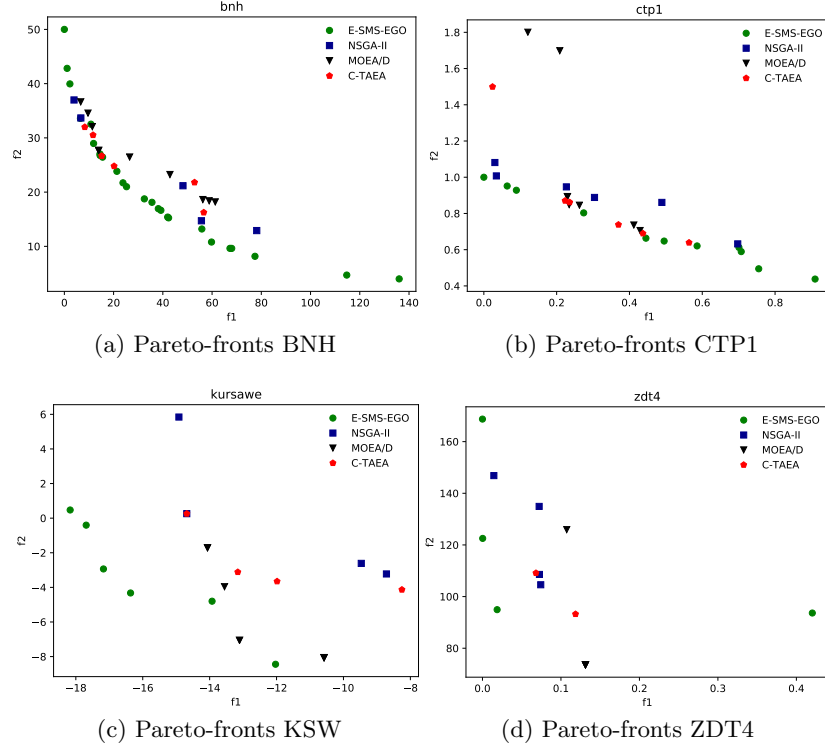 bnh
E-SMS-EGO
NSGA-II
MOEA/D
C-TAEA
f2
50
40
30
20
10
0 20 40 60 80 100 120 140
f1
(a) Pareto-fronts BNH
ctp1
E-SMS-EGO
NSGA-II
MOEA/D
C-TAEA
f2
1.8
1.6
1.4
1.2
1.0
0.8
0.6
0.4
0.0 0.2 0.4 0.6 0.8
f1
(b) Pareto-fronts CTP1
kursawe
E-SMS-EGO
NSGA-II
MOEA/D
C-TAEA
f2
6
4
2
0
−2
−4
−6
−8
−18 −16 −14 −12 −10 −8
f1
(c) Pareto-fronts KSW
zdt4
E-SMS-EGO
NSGA-II
MOEA/D
C-TAEA
f2
160
140
120
100
80
0.0 0.1 0.2 0.3 0.4
f1
(d) Pareto-fronts ZDT4